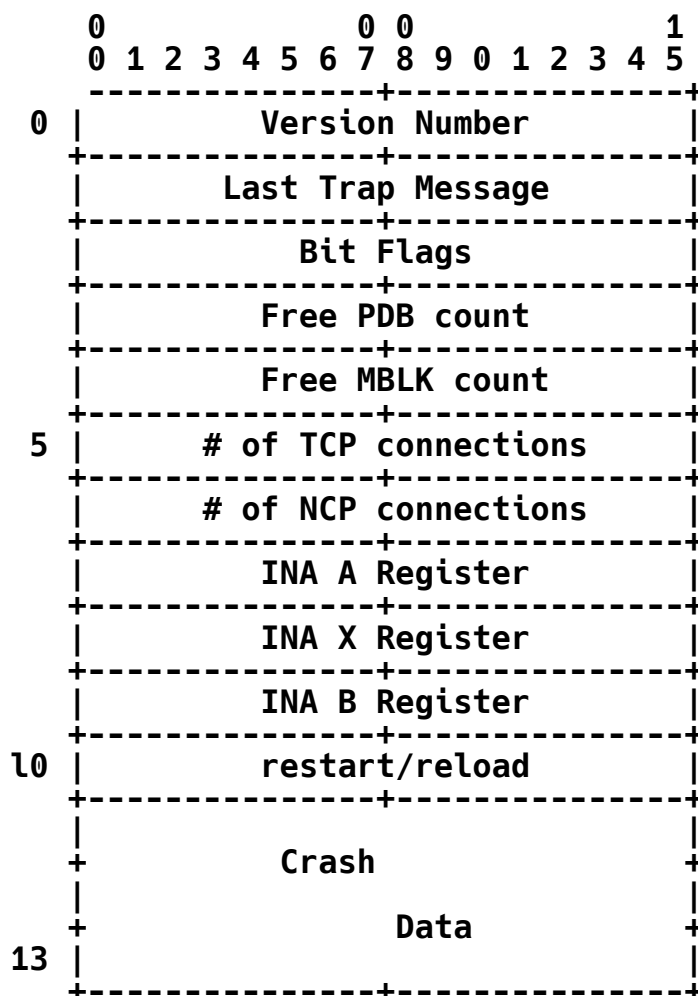 0             0 0             1
 0 1 2 3 4 5 6 7 8 9 0 1 2 3 4 5
 ---------------+---------------+
0 |         Version Number        |
+---------------+---------------+
|       Last Trap Message       |
+---------------+---------------+
|           Bit Flags           |
+---------------+---------------+
|         Free PDB count        |
+---------------+---------------+
|         Free MBLK count       |
+---------------+---------------+
5 |      # of TCP connections     |
+---------------+---------------+
|      # of NCP connections     |
+---------------+---------------+
|         INA A Register        |
+---------------+---------------+
|         INA X Register        |
+---------------+---------------+
|         INA B Register        |
+---------------+---------------+
l0 |         restart/reload        |
+---------------+---------------+
|                               |
+          Crash                +
|                               |
+                Data           +
13 |                               |
+---------------+---------------+